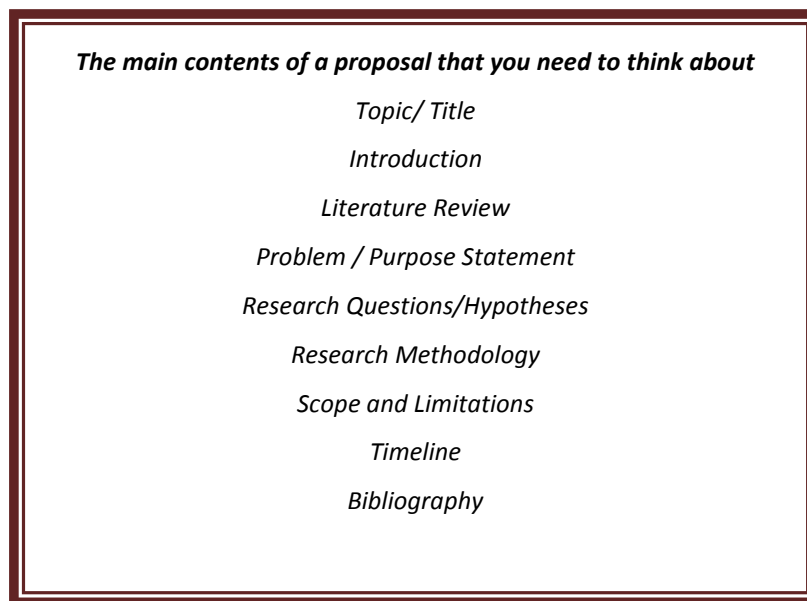 The main contents of a proposal that you need to think about
Topic/ Title
Introduction
Literature Review
Problem / Purpose Statement
Research Questions/Hypotheses
Research Methodology
Scope and Limitations
Timeline
Bibliography